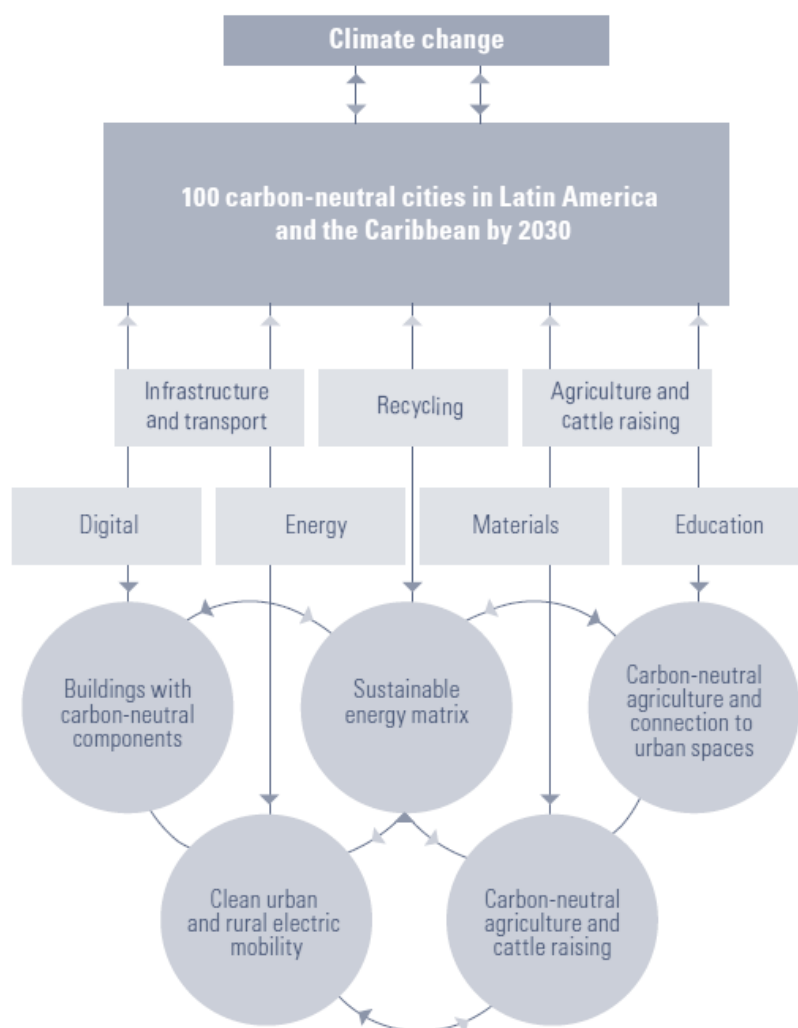 Climate change
100 carbon-neutral cities in Latin America
and the Caribbean by 2030
Infrastructure
and transport
Recycling
Agriculture and
cattle raising
Digital
Energy
Materials
Education
Buildings with
carbon-neutral
components
Sustainable
energy matrix
Carbon-neutral
agriculture and
connection to
urban spaces
Clean urban
and rural electric
mobility
Carbon-neutral
agriculture and
cattle raising